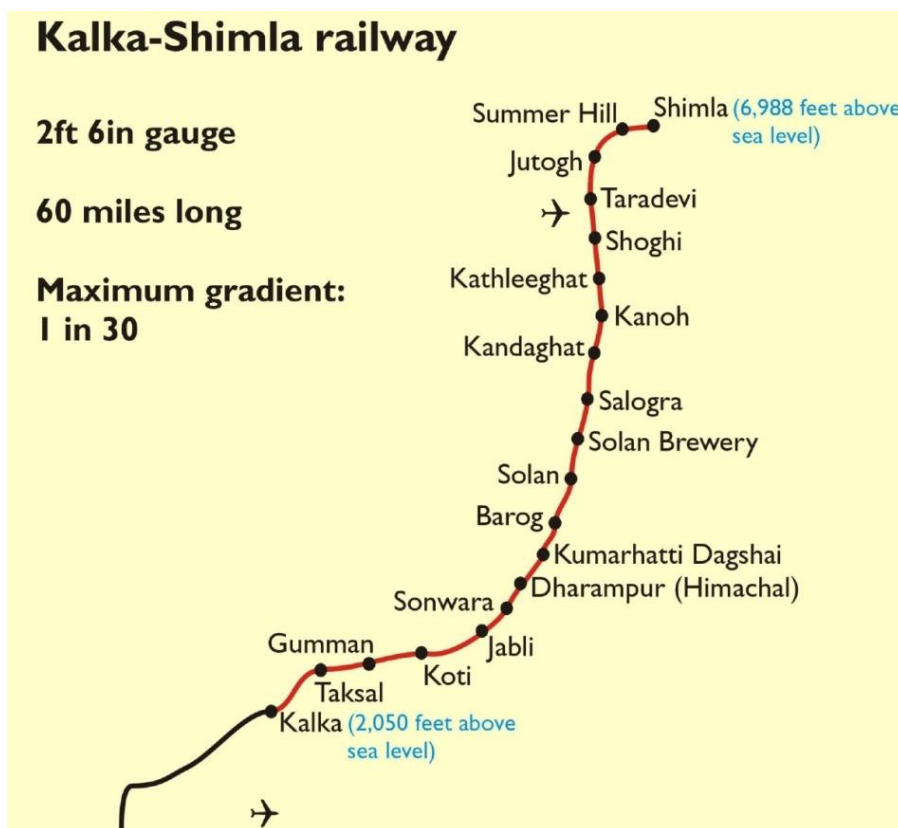 Kalka-Shimla railway
2ft 6in gauge
60 miles long
Maximum gradient:
1 in 30
Summer Hill
Shimla (6,988 feet above
sea level)
Jutogh
Taradevi
Shoghi
Kathleeghat
Kanoh
Kandaghat
Salogra
Solan Brewery
Solan
Barog
Kumarhatti Dagshai
Dharampur (Himachal)
Sonwara
Jabli
Gumman
Koti
Taksal
Kalka (2,050 feet above
sea level)